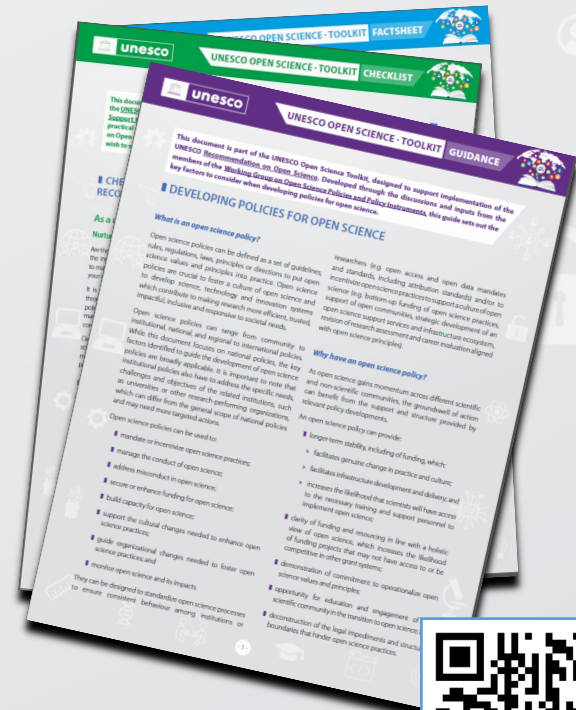 UNESCO OPEN SCIENCE - TOOLKIT FACTSHEET
unesco
UNESCO OPEN SCIENCE - TOOLKIT CHECKLIST
unesco
UNESCO OPEN SCIENCE - TOOLKIT GUIDANCE
This document is part of the UNESCO Open Science Toolkit, designed to support implementation of the
UNESCO Recommendation on Open Science. Developed through the discussions and inputs from the
members of the Working Group on Open Science Policies and Policy Instruments, this guide sets out the
key factors to consider when developing policies for open science.
DEVELOPING POLICIES FOR OPEN SCIENCE
What is an open science policy?
Open science policies can be defined as a set of guidelines,
rules, regulations, laws, principles or directions to put open
science values and principles into practice. Open science
policies are crucial to foster a culture of open science and
to develop science, technology and innovation systems
which contribute to making research more efficient, trusted,
impactful, inclusive and responsive to societal needs.
Open science policies can range from community to
institutional, national, and regional to international policies.
While this document focuses on national policies, the key
factors identified to guide the development of open science
policies are broadly applicable. It is important to note that
institutional policies also have to address the specific needs,
challenges and objectives of the related institutions, such
as universities or other research-performing organizations,
which can differ from the general scope of national policies
and may need more targeted actions.
Open science policies can be used to:
mandate or incentivize open science practices;
manage the conduct of open science;
address misconduct in open science;
secure or enhance funding for open science;
build capacity for open science;
support the cultural changes needed to enhance open
science practices;
guide organizational changes needed to foster open
science practices; and
monitor open science and its impacts.
They can be designed to standardize open science processes
to ensure consistent behaviour among institutions or
researchers (e.g. open access and open data mandates
and standards, including attribution standards) and/or to
incentivize open science practices to support a culture of open
science (e.g. bottom-up funding of open science practices,
support of open communities, strategic development of an
open science support services and infrastructure ecosystem,
revision of research assessment and career evaluation aligned
with open science principles).
Why have an open science policy?
As open science gains momentum across different scientific
and non-scientific communities, the groundswell of action
can benefit from the support and structure provided by
relevant policy developments.
An open science policy can provide:
longer-term stability, including of funding, which:
» facilitates genuine change in practice and culture;
» facilitates infrastructure development and delivery; and
» increases the likelihood that scientists will have access
to the necessary training and support personnel to
implement open science;
clarity of funding and resourcing in line with a holistic
view of open science, which increases the likelihood
of funding projects that may not have access to or be
competitive in other grant systems;
demonstration of commitment to operationalize open
science values and principles;
opportunity for education and engagement of
scientific community in the transition to open science;
deconstruction of the legal impediments and
boundaries that hinder open science practices.
- 1 -